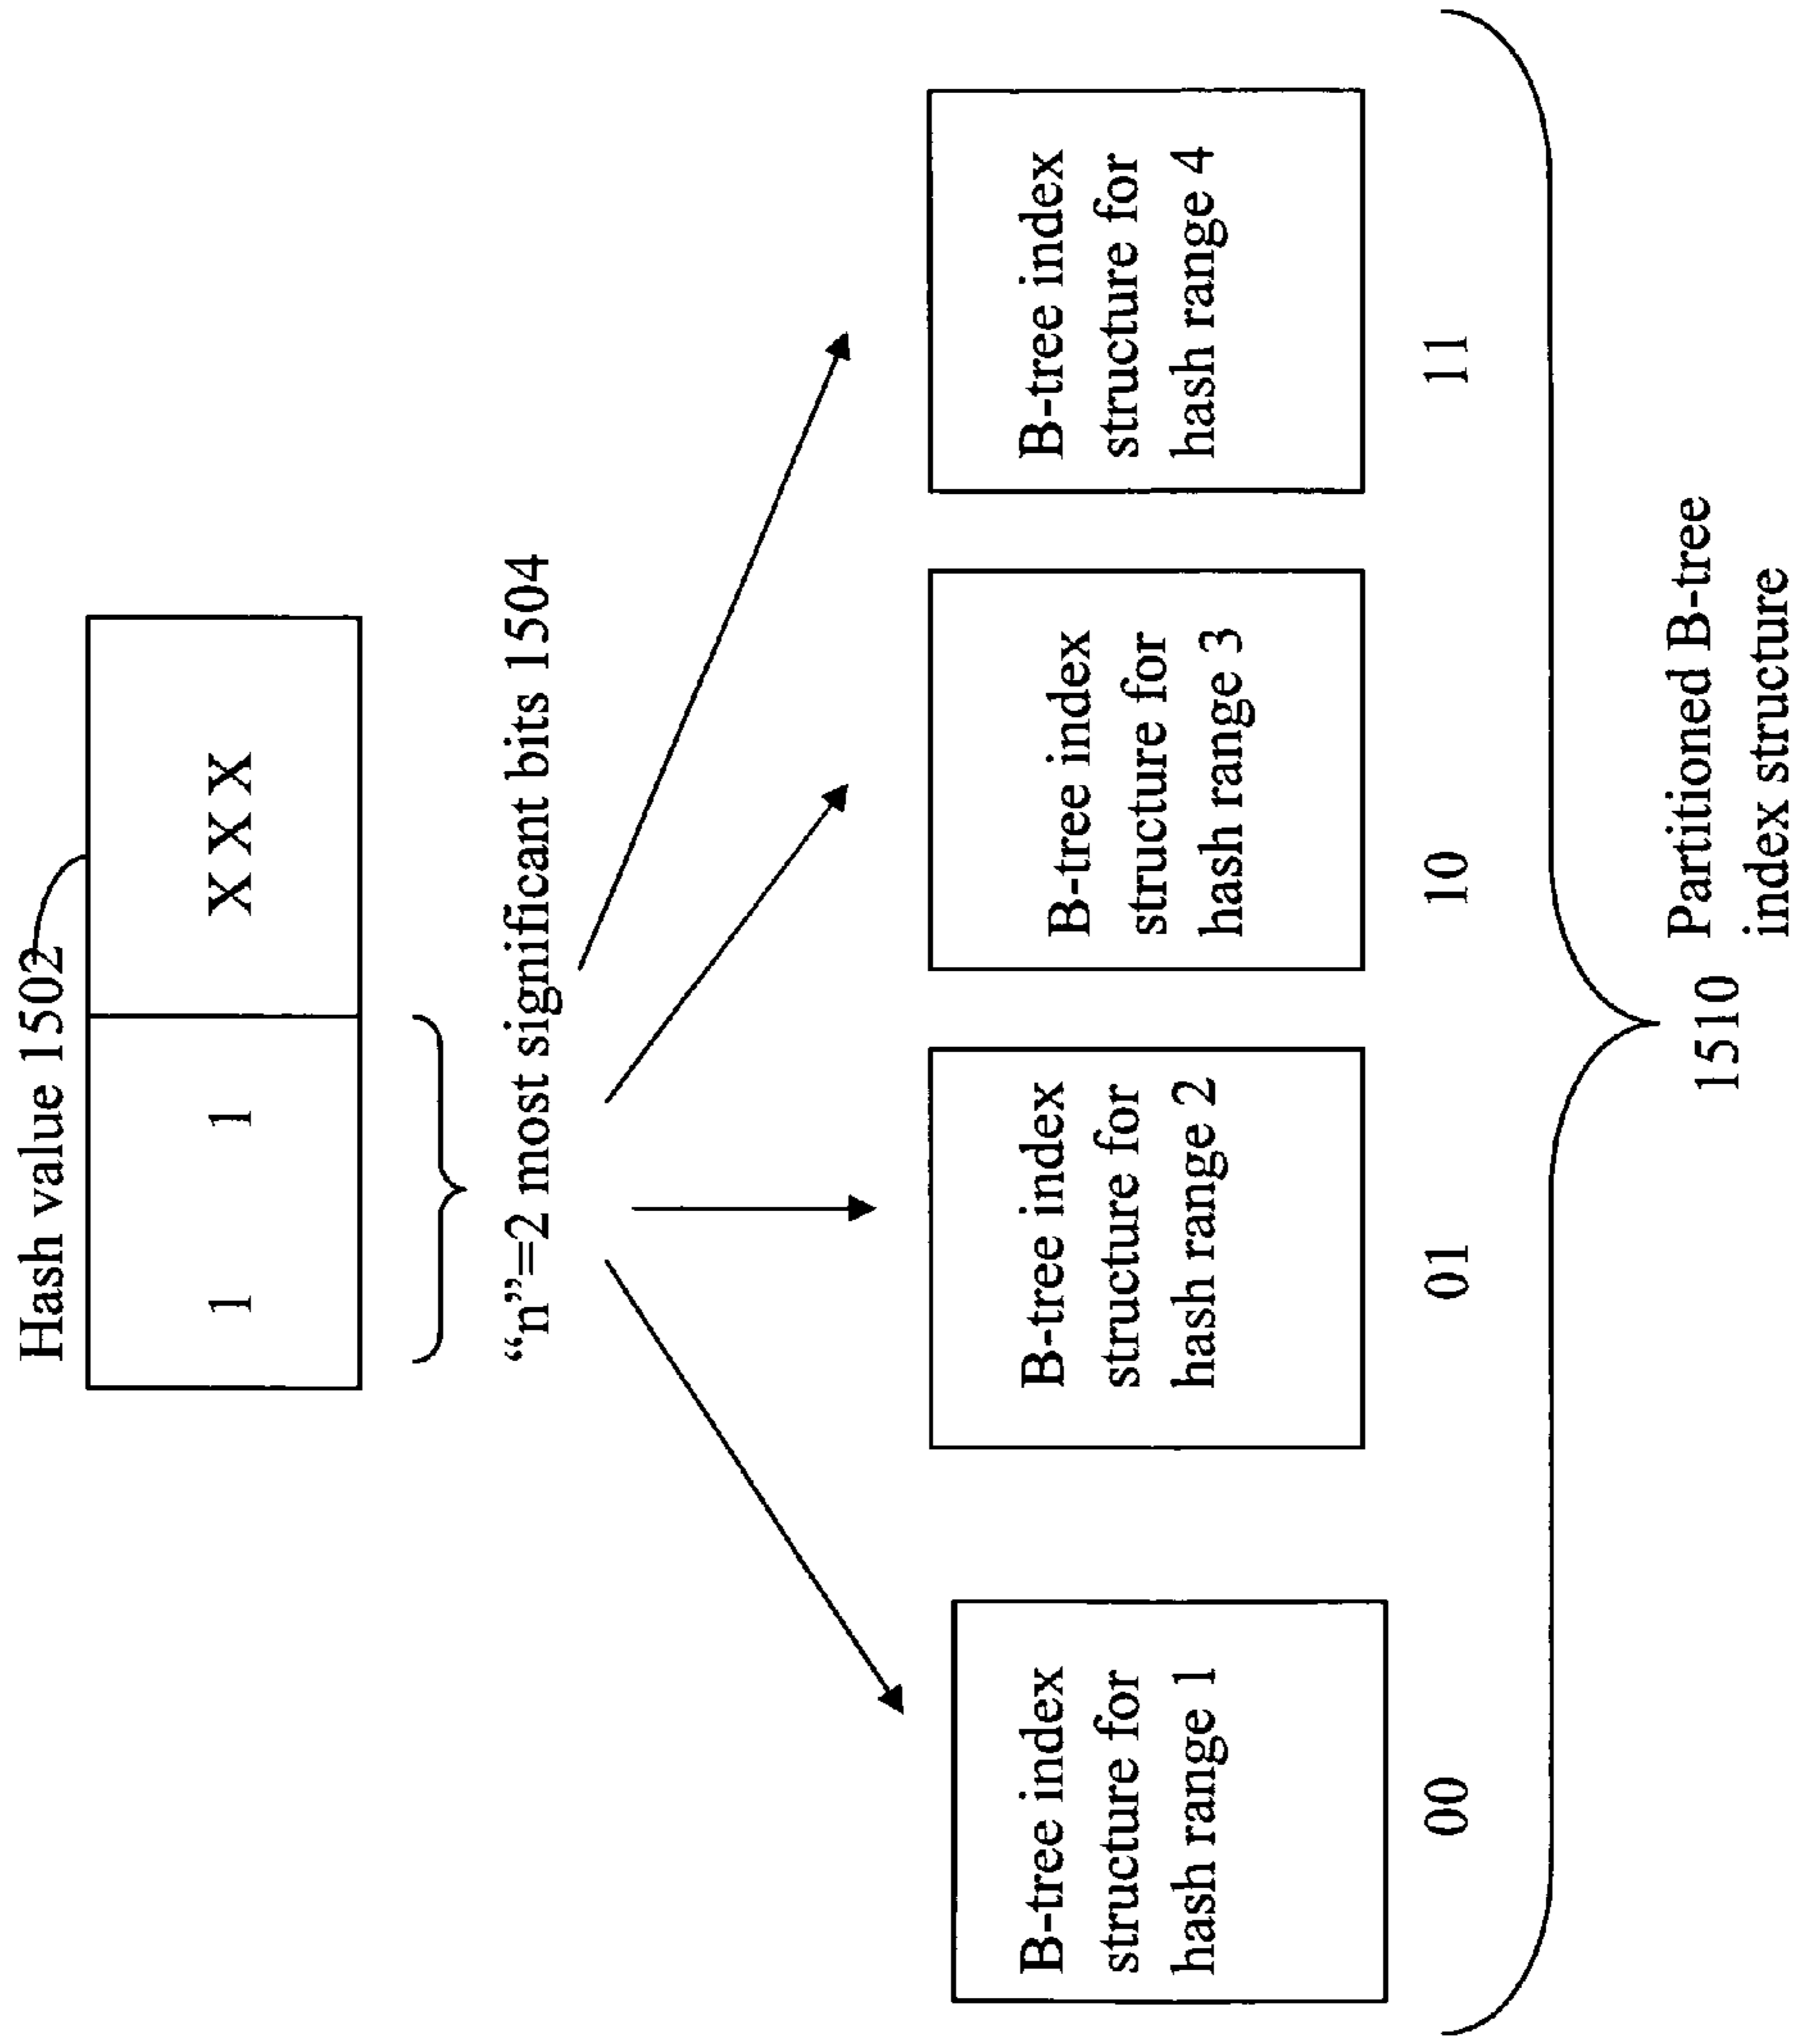 Hash value 1502
1 1 X X X
“n”=2 most significant bits 1504
B-tree index
structure for
hash range 1
00
B-tree index
structure for
hash range 2
01
B-tree index
structure for
hash range 3
10
B-tree index
structure for
hash range 4
11
1510 Partitioned B-tree
index structure